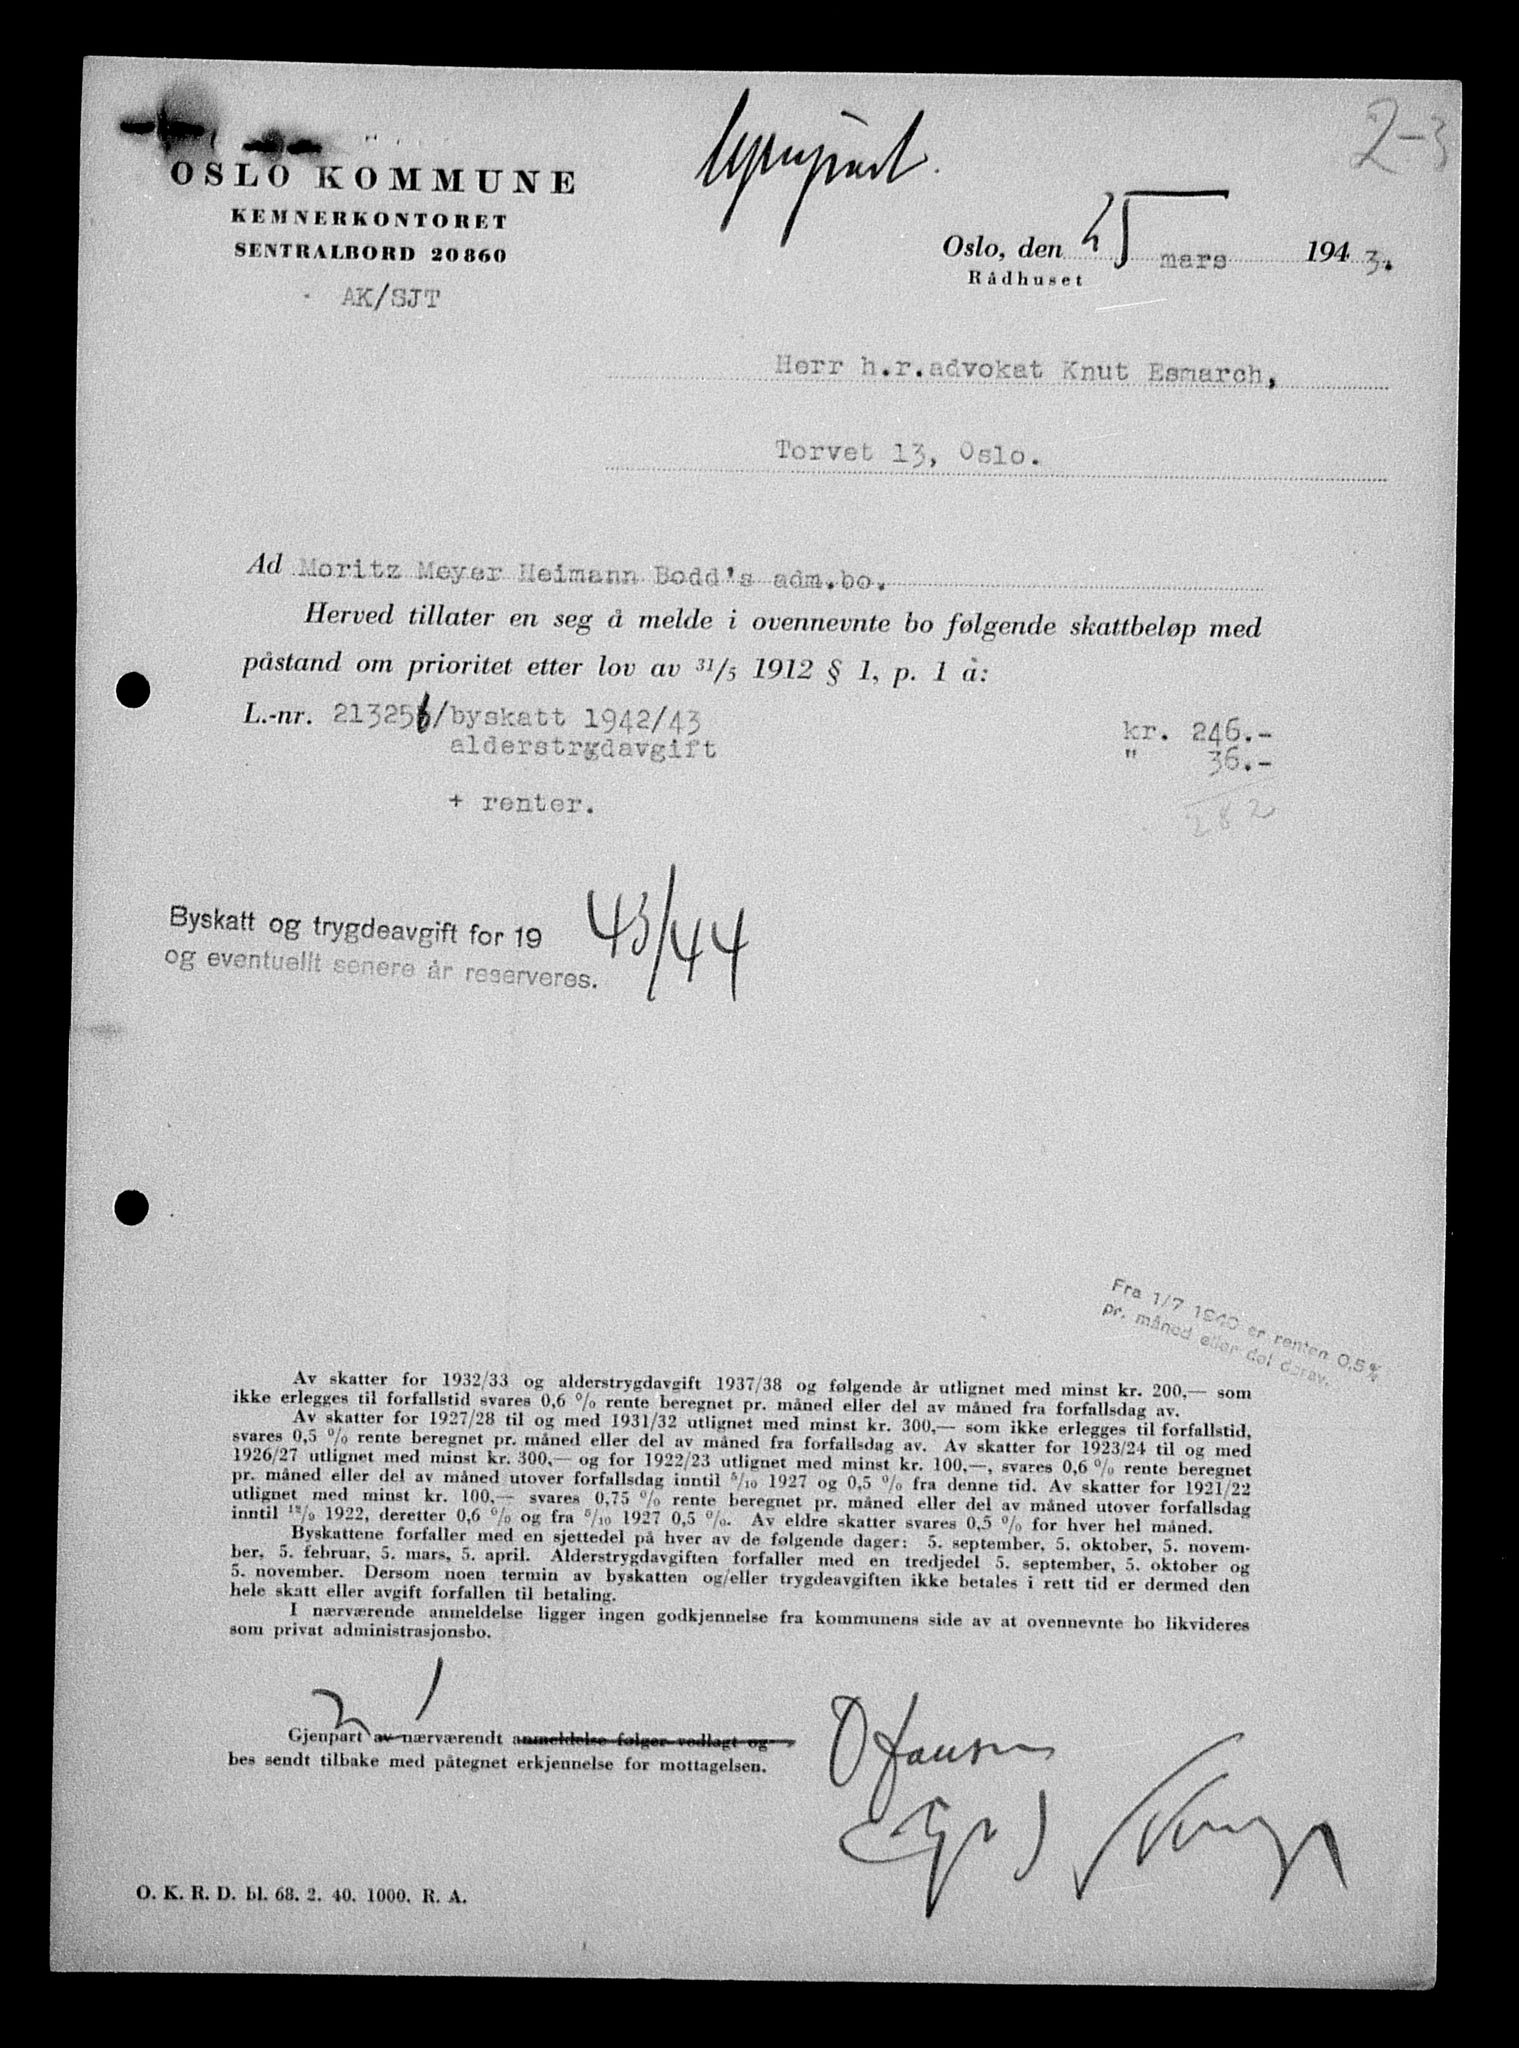 2-3
OSLO KOMMUNE
KEMNERKONTORET
SENTRALBORD 20860
AK/SJT
Oslo, den 25 mars 1943.
Rådhuset
Herr h.r.advokat Knut Esmarch,
Torvet 13, Oslo.
Ad Moritz Meyer Heimann Bodd's adm.bo.
Herved tillater en seg å melde i ovennevnte bo følgende skattbeløp med
påstand om prioritet etter lov av 31/5 1912 § 1, p. 1 å:
L.-nr. 213256/byskatt 1942/43 kr. 246.-
alderstrygdavgift " 36.-
282
+ renter.
Byskatt og trygdeavgift for 19 43/44
og eventuellt senere år reserveres.
Fra 1/7 1940 er renten 0,5%
pr. måned eller del derav.
Av skatter for 1932/33 og alderstrygdavgift 1937/38 og følgende år utlignet med minst kr. 200,— som
ikke erlegges til forfallstid svares 0,6 % rente beregnet pr. måned eller del av måned fra forfallsdag av.
Av skatter for 1927/28 til og med 1931/32 utlignet med minst kr. 300,— som ikke erlegges til forfallstid,
svares 0,5 % rente beregnet pr. måned eller del av måned fra forfallsdag av. Av skatter for 1923/24 til og med
1926/27 utlignet med minst kr. 300,— og for 1922/23 utlignet med minst kr. 100,—, svares 0,6 % rente beregnet
pr. måned eller del av måned utover forfallsdag inntil 5/10 1927 og 0,5 % fra denne tid. Av skatter for 1921/22
utlignet med minst kr. 100,— svares 0,75 % rente beregnet pr. måned eller del av måned utover forfallsdag
inntil 12/9 1922, deretter 0,6 % og fra 5/10 1927 0,5 %. Av eldre skatter svares 0,5 % for hver hel måned.
Byskattene forfaller med en sjettedel på hver av de følgende dager: 5. september, 5. oktober, 5. novem-
ber, 5. februar, 5. mars, 5. april. Alderstrygdavgiften forfaller med en tredjedel 5. september, 5. oktober og
5. november. Dersom noen termin av byskatten og/eller trygdeavgiften ikke betales i rett tid er dermed den
hele skatt eller avgift forfallen til betaling.
I nærværende anmeldelse ligger ingen godkjennelse fra kommunens side av at ovennevnte bo likvideres
som privat administrasjonsbo.
Gjenpart av nærværendt anmeldelse følger vedlagt og
bes sendt tilbake med påtegnet erkjennelse for mottagelsen.
O. K. R. D. bl. 68. 2. 40. 1000. R. A.